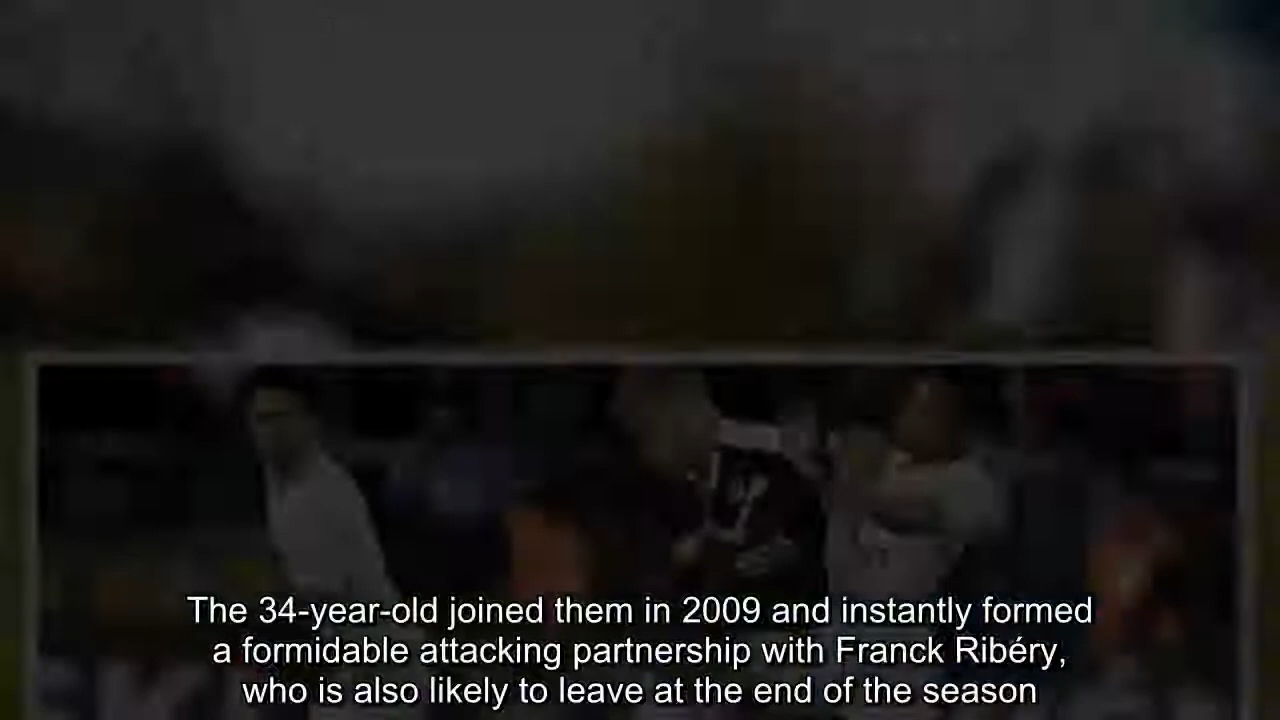 The 34-year-old joined them in 2009 and instantly formed
a formidable attacking partnership with Franck Ribéry,
who is also likely to leave at the end of the season